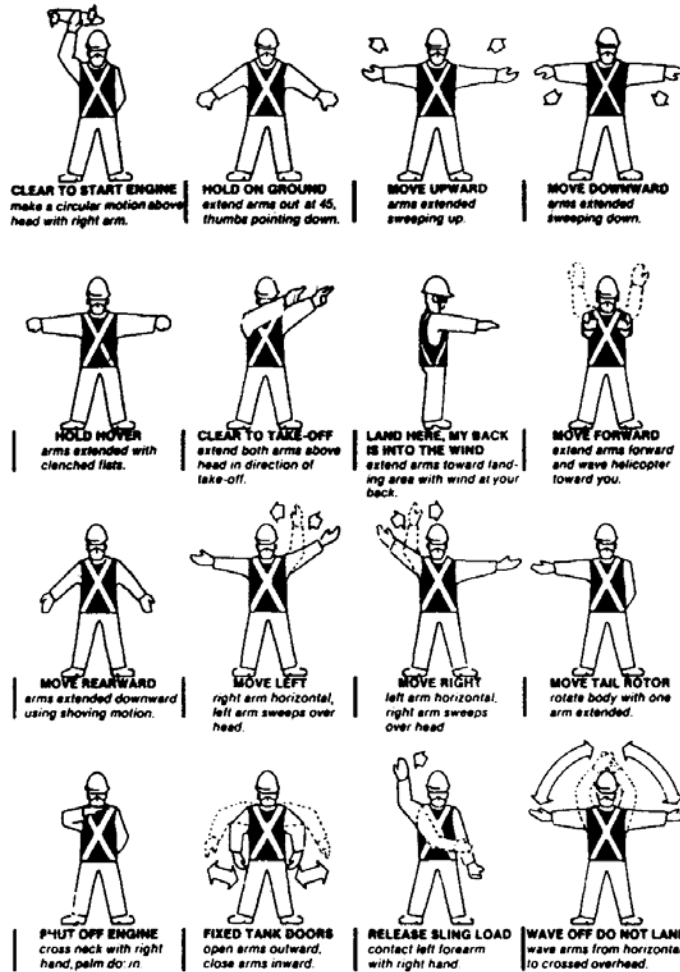 CLEAR TO START ENGINE
make a circular motion above
head with right arm.
HOLD ON GROUND
extend arms out at 45,
thumbs pointing down.
MOVE UPWARD
arms extended
sweeping up.
MOVE DOWNWARD
arms extended
sweeping down.
HOLD HOVER
arms extended with
clenched fists.
CLEAR TO TAKE-OFF
extend both arms above
head in direction of
take-off.
LAND HERE, MY BACK
IS INTO THE WIND
extend arms toward land-
ing area with wind at your
back.
MOVE FORWARD
extend arms forward
and wave helicopter
toward you.
MOVE REARWARD
arms extended downward
using shoving motion.
MOVE LEFT
right arm horizontal,
left arm sweeps over
head.
MOVE RIGHT
left arm horizontal,
right arm sweeps
over head
MOVE TAIL ROTOR
rotate body with one
arm extended.
SHUT OFF ENGINE
cross neck with right
hand, palm down.
FIXED TANK DOORS
open arms outward,
close arms inward.
RELEASE SLING LOAD
contact left forearm
with right hand.
WAVE OFF DO NOT LAND
wave arms from horizontal
to crossed overhead.